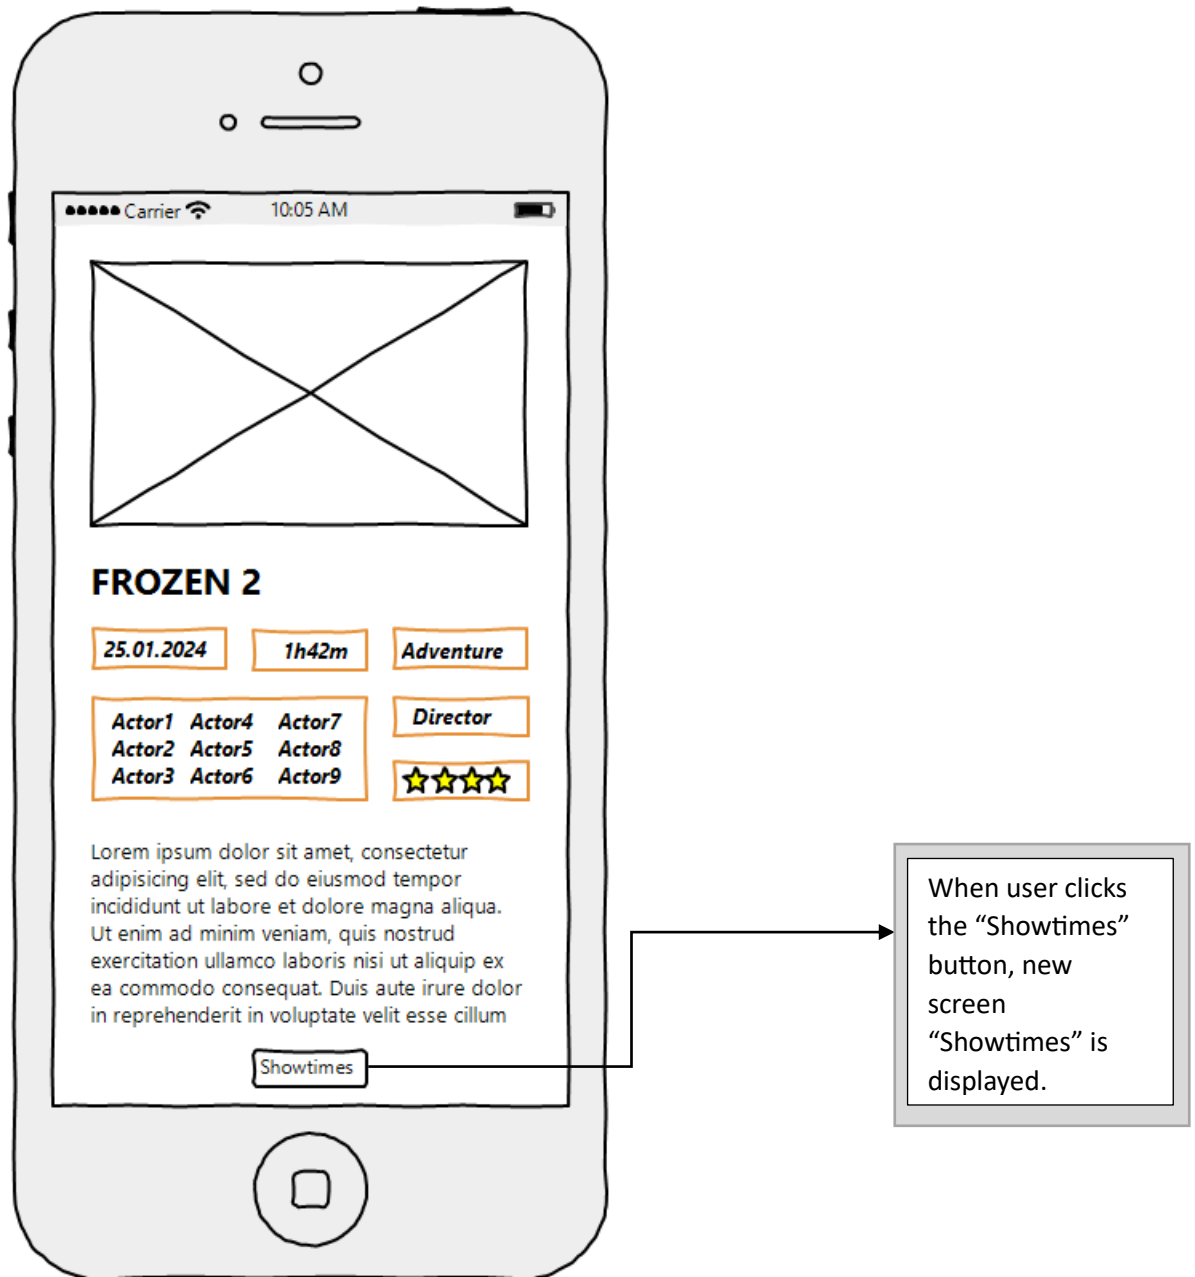 Carrier 10:05 AM
FROZEN 2
25.01.2024 1h42m Adventure
Actor1 Actor4 Actor7 Director
Actor2 Actor5 Actor8
Actor3 Actor6 Actor9
Lorem ipsum dolor sit amet, consectetur
adipisicing elit, sed do eiusmod tempor
incididunt ut labore et dolore magna aliqua.
Ut enim ad minim veniam, quis nostrud
exercitation ullamco laboris nisi ut aliquip ex
ea commodo consequat. Duis aute irure dolor
in reprehenderit in voluptate velit esse cillum
Showtimes
When user clicks
the “Showtimes”
button, new
screen
“Showtimes” is
displayed.